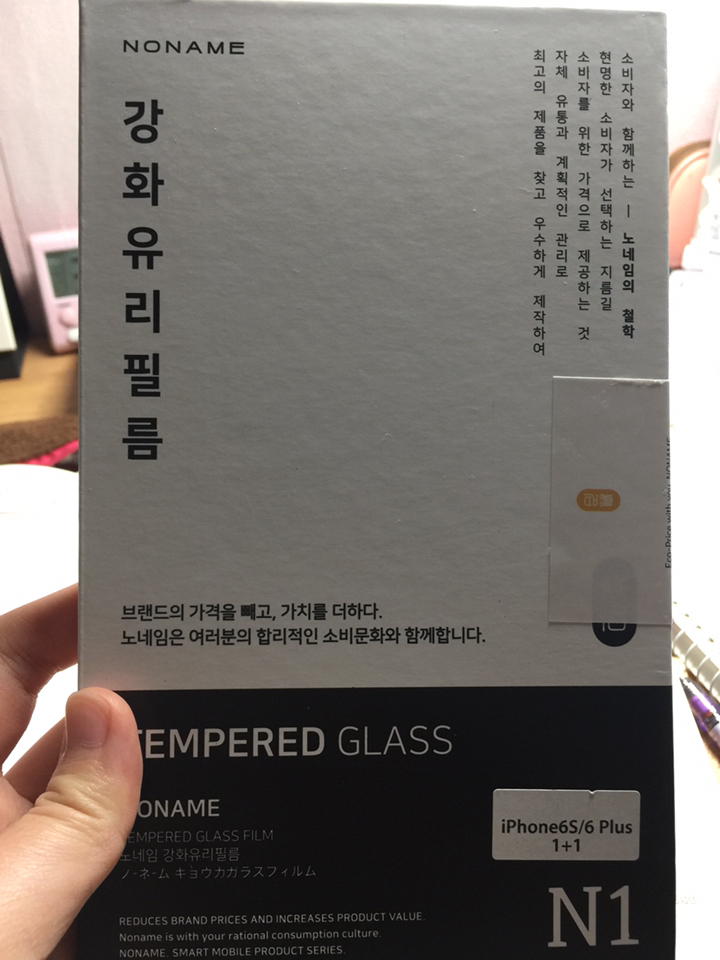 NONAME
강화유리필름
소비자와 함께하는 ㅡ 노네임의 철학
현명한 소비자가 선택하는 지름길
소비자를 위한 가격으로 제공하는 것
자체 유통과 계획적인 관리로
최고의 제품을 찾고 우수하게 제작하여
Eco-Price with you, NONAME
브랜드의 가격을 빼고, 가치를 더하다.
노네임은 여러분의 합리적인 소비문화와 함께합니다.
TEMPERED GLASS
NONAME
TEMPERED GLASS FILM
노네임 강화유리필름
ノ-ネ-ム キョウカガラスフィルム
iPhone6S/6 Plus
1+1
N1
REDUCES BRAND PRICES AND INCREASES PRODUCT VALUE.
Noname is with your rational consumption culture.
NONAME. SMART MOBILE PRODUCT SERIES.